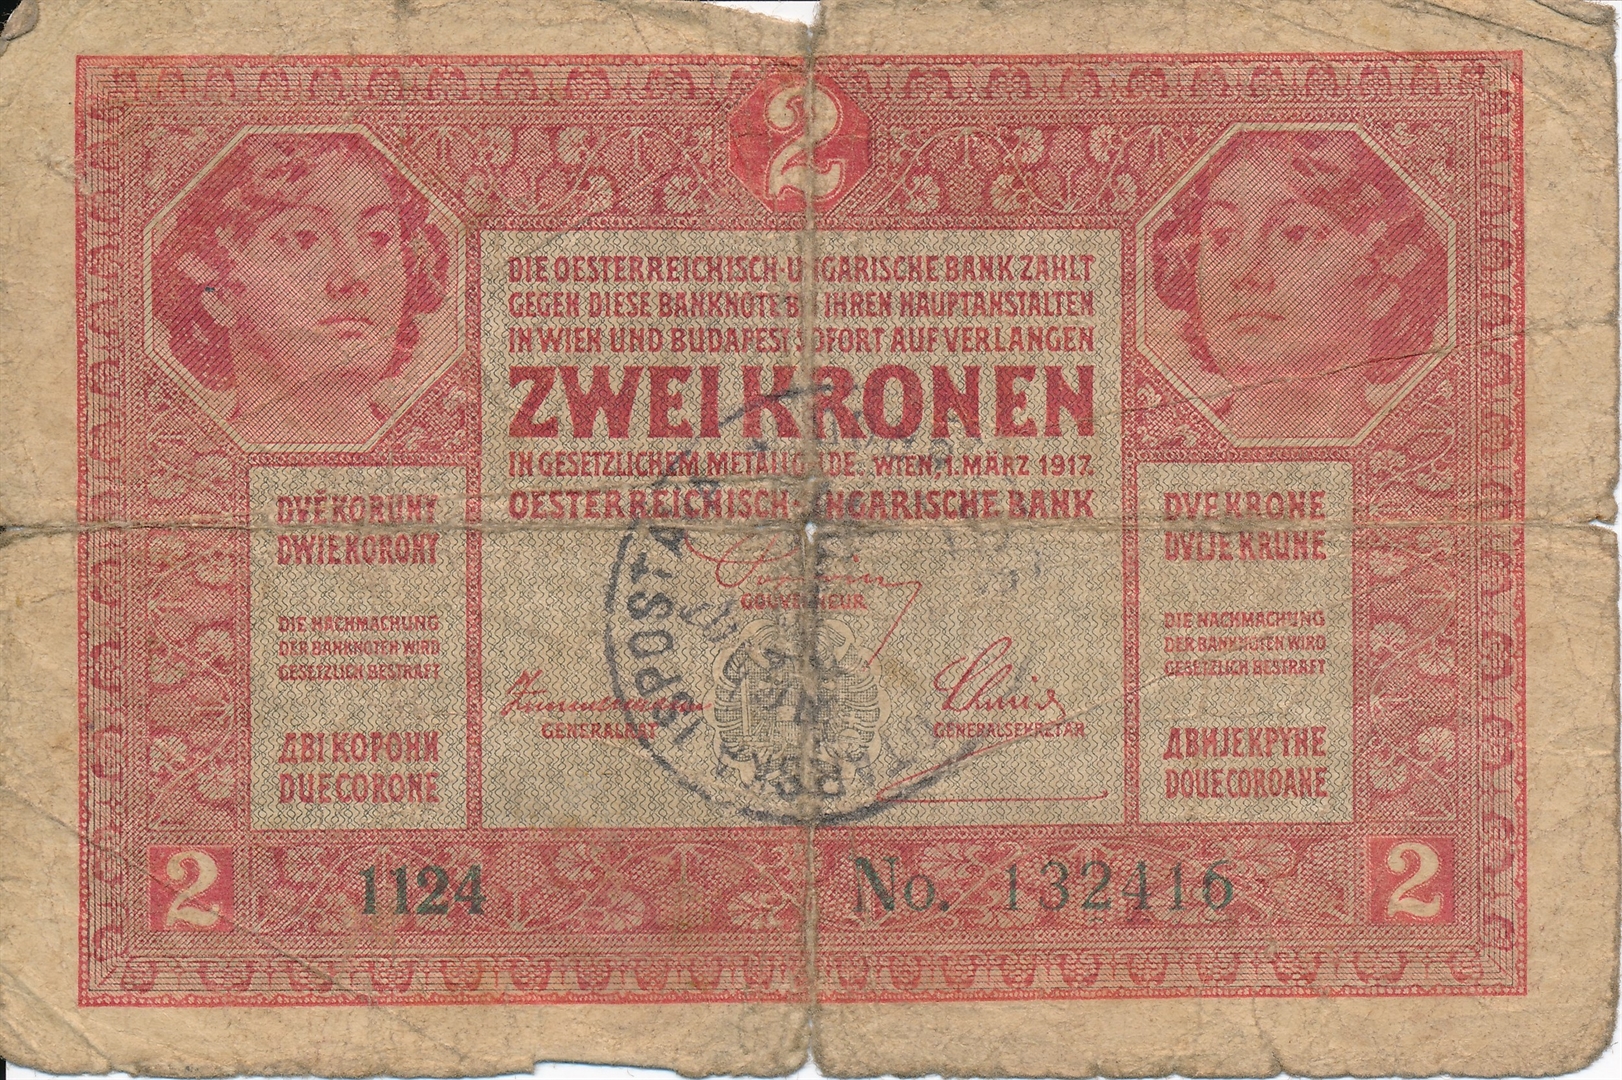 2
DIE OESTERREICHISCH-UNGARISCHE BANK ZAHLT
GEGEN DIESE BANKNOTE BEI IHREN HAUPTANSTALTEN
IN WIEN UND BUDAPEST SOFORT AUF VERLANGEN
ZWEI KRONEN
IN GESETZLICHEM METALLGELDE. WIEN, 1. MÄRZ 1917.
OESTERREICHISCH-UNGARISCHE BANK
GOUVERNEUR
GENERALRAT
GENERALSEKRETÄR
DVĚ KORUNY
DWIE KORONY
DIE NACHMACHUNG
DER BANKNOTEN WIRD
GESETZLICH BESTRAFT
ДВІ КОРОНИ
DUE CORONE
DVE KRONE
DVIJE KRUNE
DIE NACHMACHUNG
DER BANKNOTEN WIRD
GESETZLICH BESTRAFT
ДВИЈЕ КРУНЕ
DOUE COROANE
ISPOSTA
2
1124
No. 132416
2